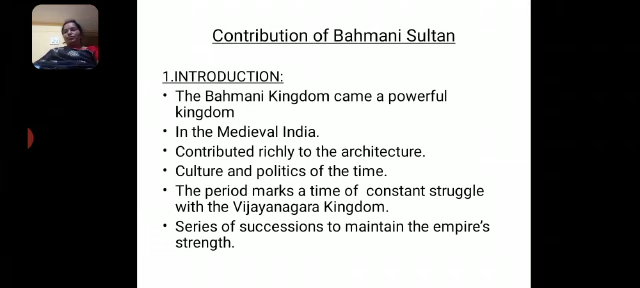 Contribution of Bahmani Sultan
1.INTRODUCTION:
• The Bahmani Kingdom came a powerful
kingdom
• In the Medieval India.
• Contributed richly to the architecture.
• Culture and politics of the time.
• The period marks a time of constant struggle
with the Vijayanagara Kingdom.
• Series of successions to maintain the empire's
strength.